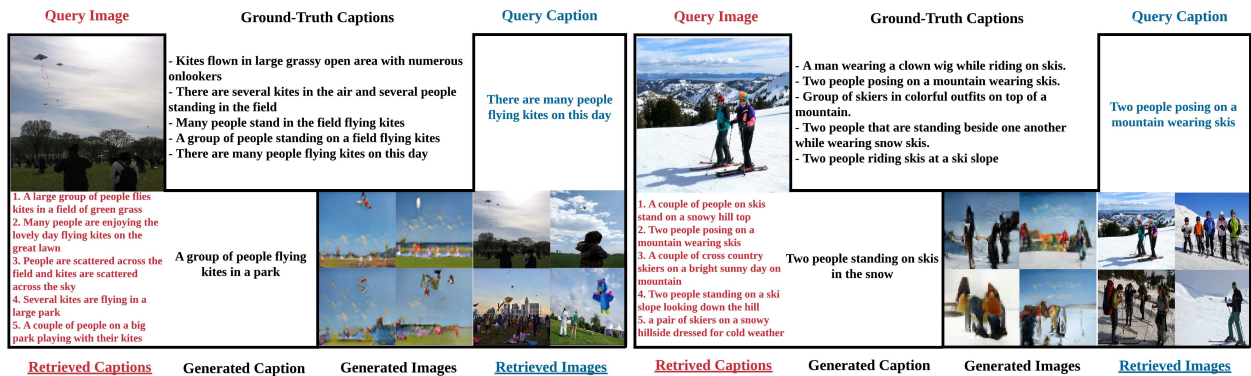 Query Image
Ground-Truth Captions
Query Caption
- Kites flown in large grassy open area with numerous
onlookers
- There are several kites in the air and several people
standing in the field
- Many people stand in the field flying kites
- A group of people standing on a field flying kites
- There are many people flying kites on this day
There are many people
flying kites on this day
1. A large group of people flies
kites in a field of green grass
2. Many people are enjoying the
lovely day flying kites on the
great lawn
3. People are scattered across the
field and kites are scattered
across the sky
4. Several kites are flying in a
large park
5. A couple of people on a big
park playing with their kites
A group of people flying
kites in a park
Retrieved Captions
Generated Caption
Generated Images
Retrieved Images
Query Image
Ground-Truth Captions
Query Caption
- A man wearing a clown wig while riding on skis.
- Two people posing on a mountain wearing skis.
- Group of skiers in colorful outfits on top of a
mountain.
- Two people that are standing beside one another
while wearing snow skis.
- Two people riding skis at a ski slope
Two people posing on a
mountain wearing skis
1. A couple of people on skis
stand on a snowy hill top
2. Two people posing on a
mountain wearing skis
3. A couple of cross country
skiers on a bright sunny day on
mountain
4. Two people standing on a ski
slope looking down the hill
5. a pair of skiers on a snowy
hillside dressed for cold weather
Two people standing on skis
in the snow
Retrived Captions
Generated Caption
Generated Images
Retrieved Images